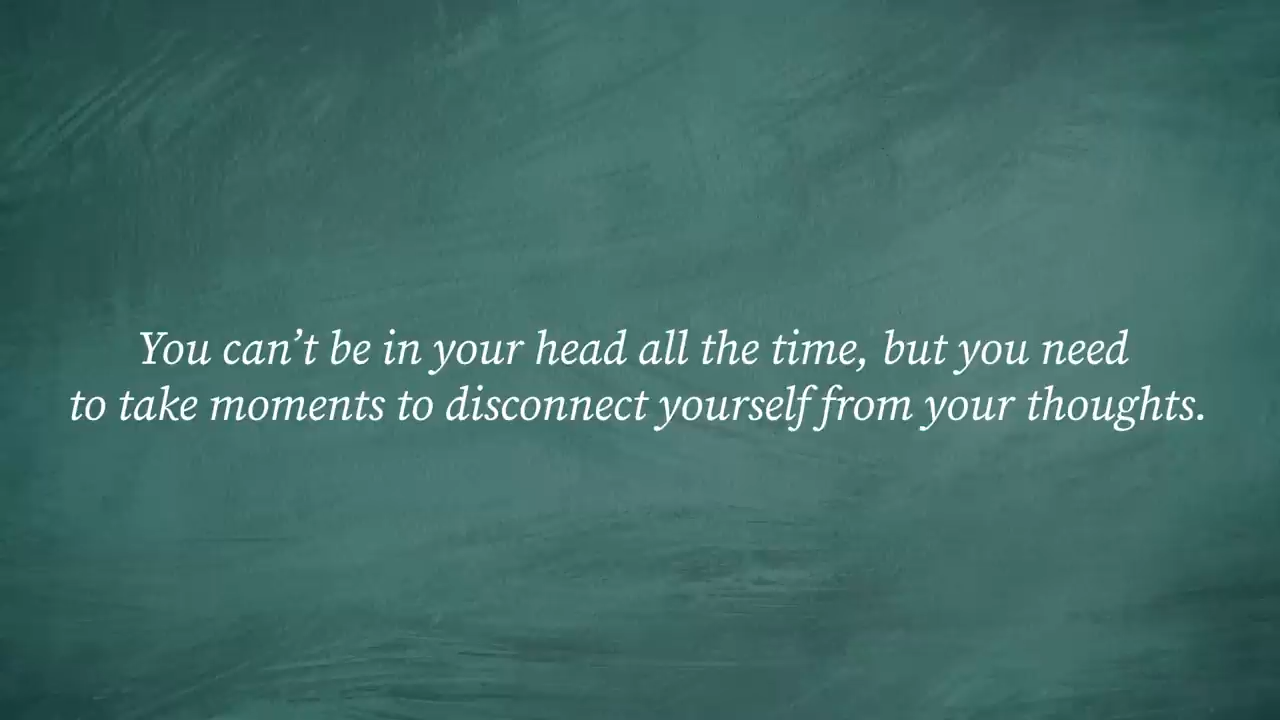 You can’t be in your head all the time, but you need
to take moments to disconnect yourself from your thoughts.